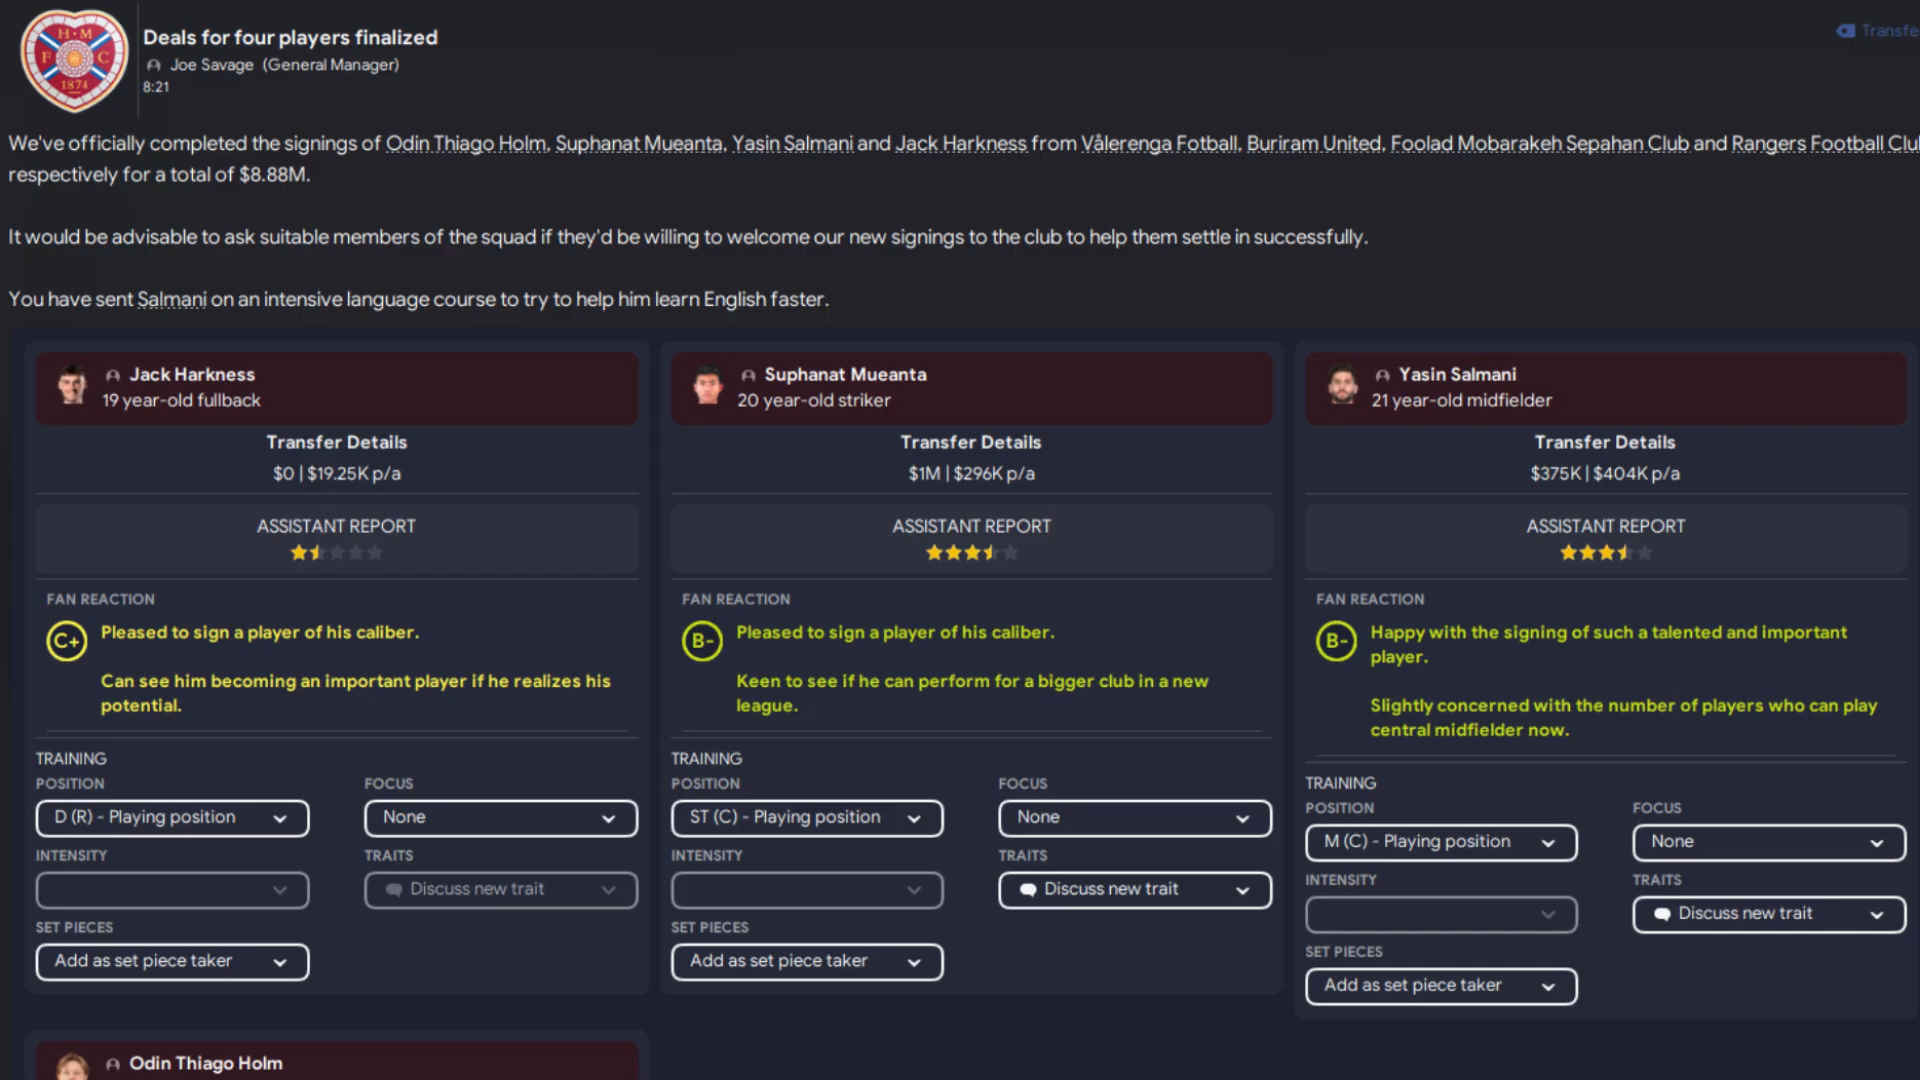 H M
F C
1874
Deals for four players finalized
Joe Savage (General Manager)
8:21
Transfe
We've officially completed the signings of Odin Thiago Holm, Suphanat Mueanta, Yasin Salmani and Jack Harkness from Vålerenga Fotball, Buriram United, Foolad Mobarakeh Sepahan Club and Rangers Football Clu
respectively for a total of $8.88M.
It would be advisable to ask suitable members of the squad if they'd be willing to welcome our new signings to the club to help them settle in successfully.
You have sent Salmani on an intensive language course to try to help him learn English faster.
Jack Harkness
19 year-old fullback
Transfer Details
$0 | $19.25K p/a
ASSISTANT REPORT
FAN REACTION
C+
Pleased to sign a player of his caliber.
Can see him becoming an important player if he realizes his
potential.
TRAINING
POSITION
FOCUS
D (R) - Playing position
None
INTENSITY
TRAITS
Discuss new trait
SET PIECES
Add as set piece taker
Suphanat Mueanta
20 year-old striker
Transfer Details
$1M | $296K p/a
ASSISTANT REPORT
FAN REACTION
B-
Pleased to sign a player of his caliber.
Keen to see if he can perform for a bigger club in a new
league.
TRAINING
POSITION
FOCUS
ST (C) - Playing position
None
INTENSITY
TRAITS
Discuss new trait
SET PIECES
Add as set piece taker
Yasin Salmani
21 year-old midfielder
Transfer Details
$375K | $404K p/a
ASSISTANT REPORT
FAN REACTION
B-
Happy with the signing of such a talented and important
player.
Slightly concerned with the number of players who can play
central midfielder now.
TRAINING
POSITION
FOCUS
M (C) - Playing position
None
INTENSITY
TRAITS
Discuss new trait
SET PIECES
Add as set piece taker
Odin Thiago Holm